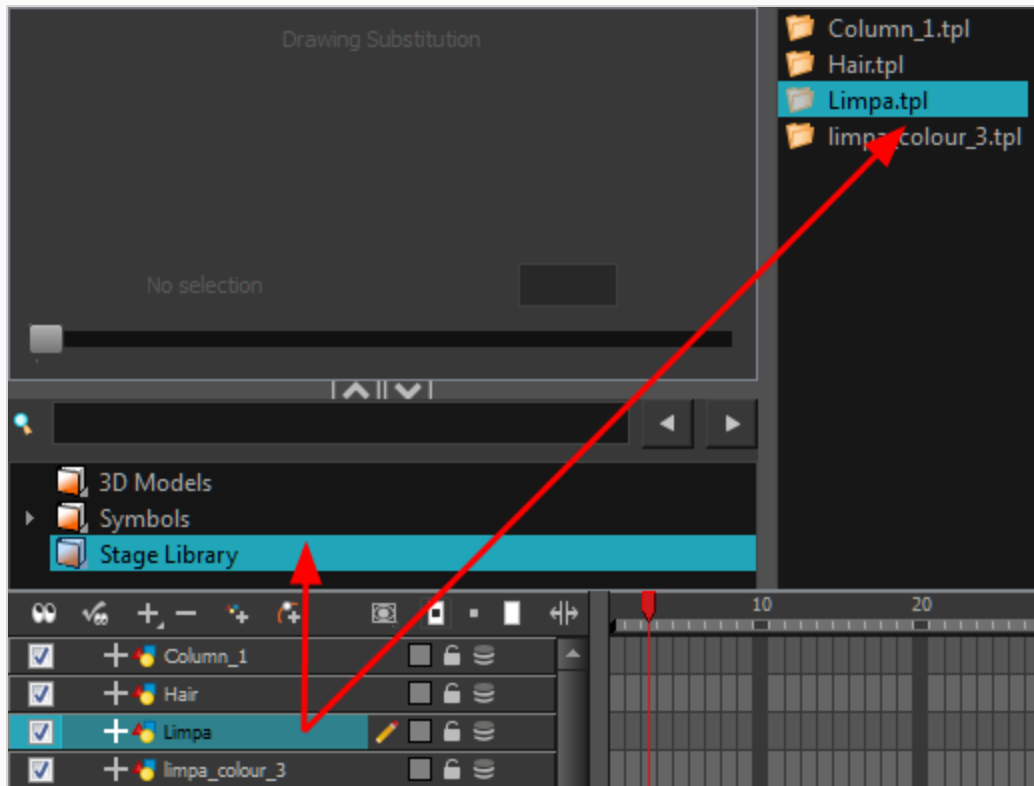 Drawing Substitution
No selection
Column_1.tpl
Hair.tpl
Limpa.tpl
limpa_colour_3.tpl
3D Models
Symbols
Stage Library
10 20
Column_1
Hair
Limpa
limpa_colour_3